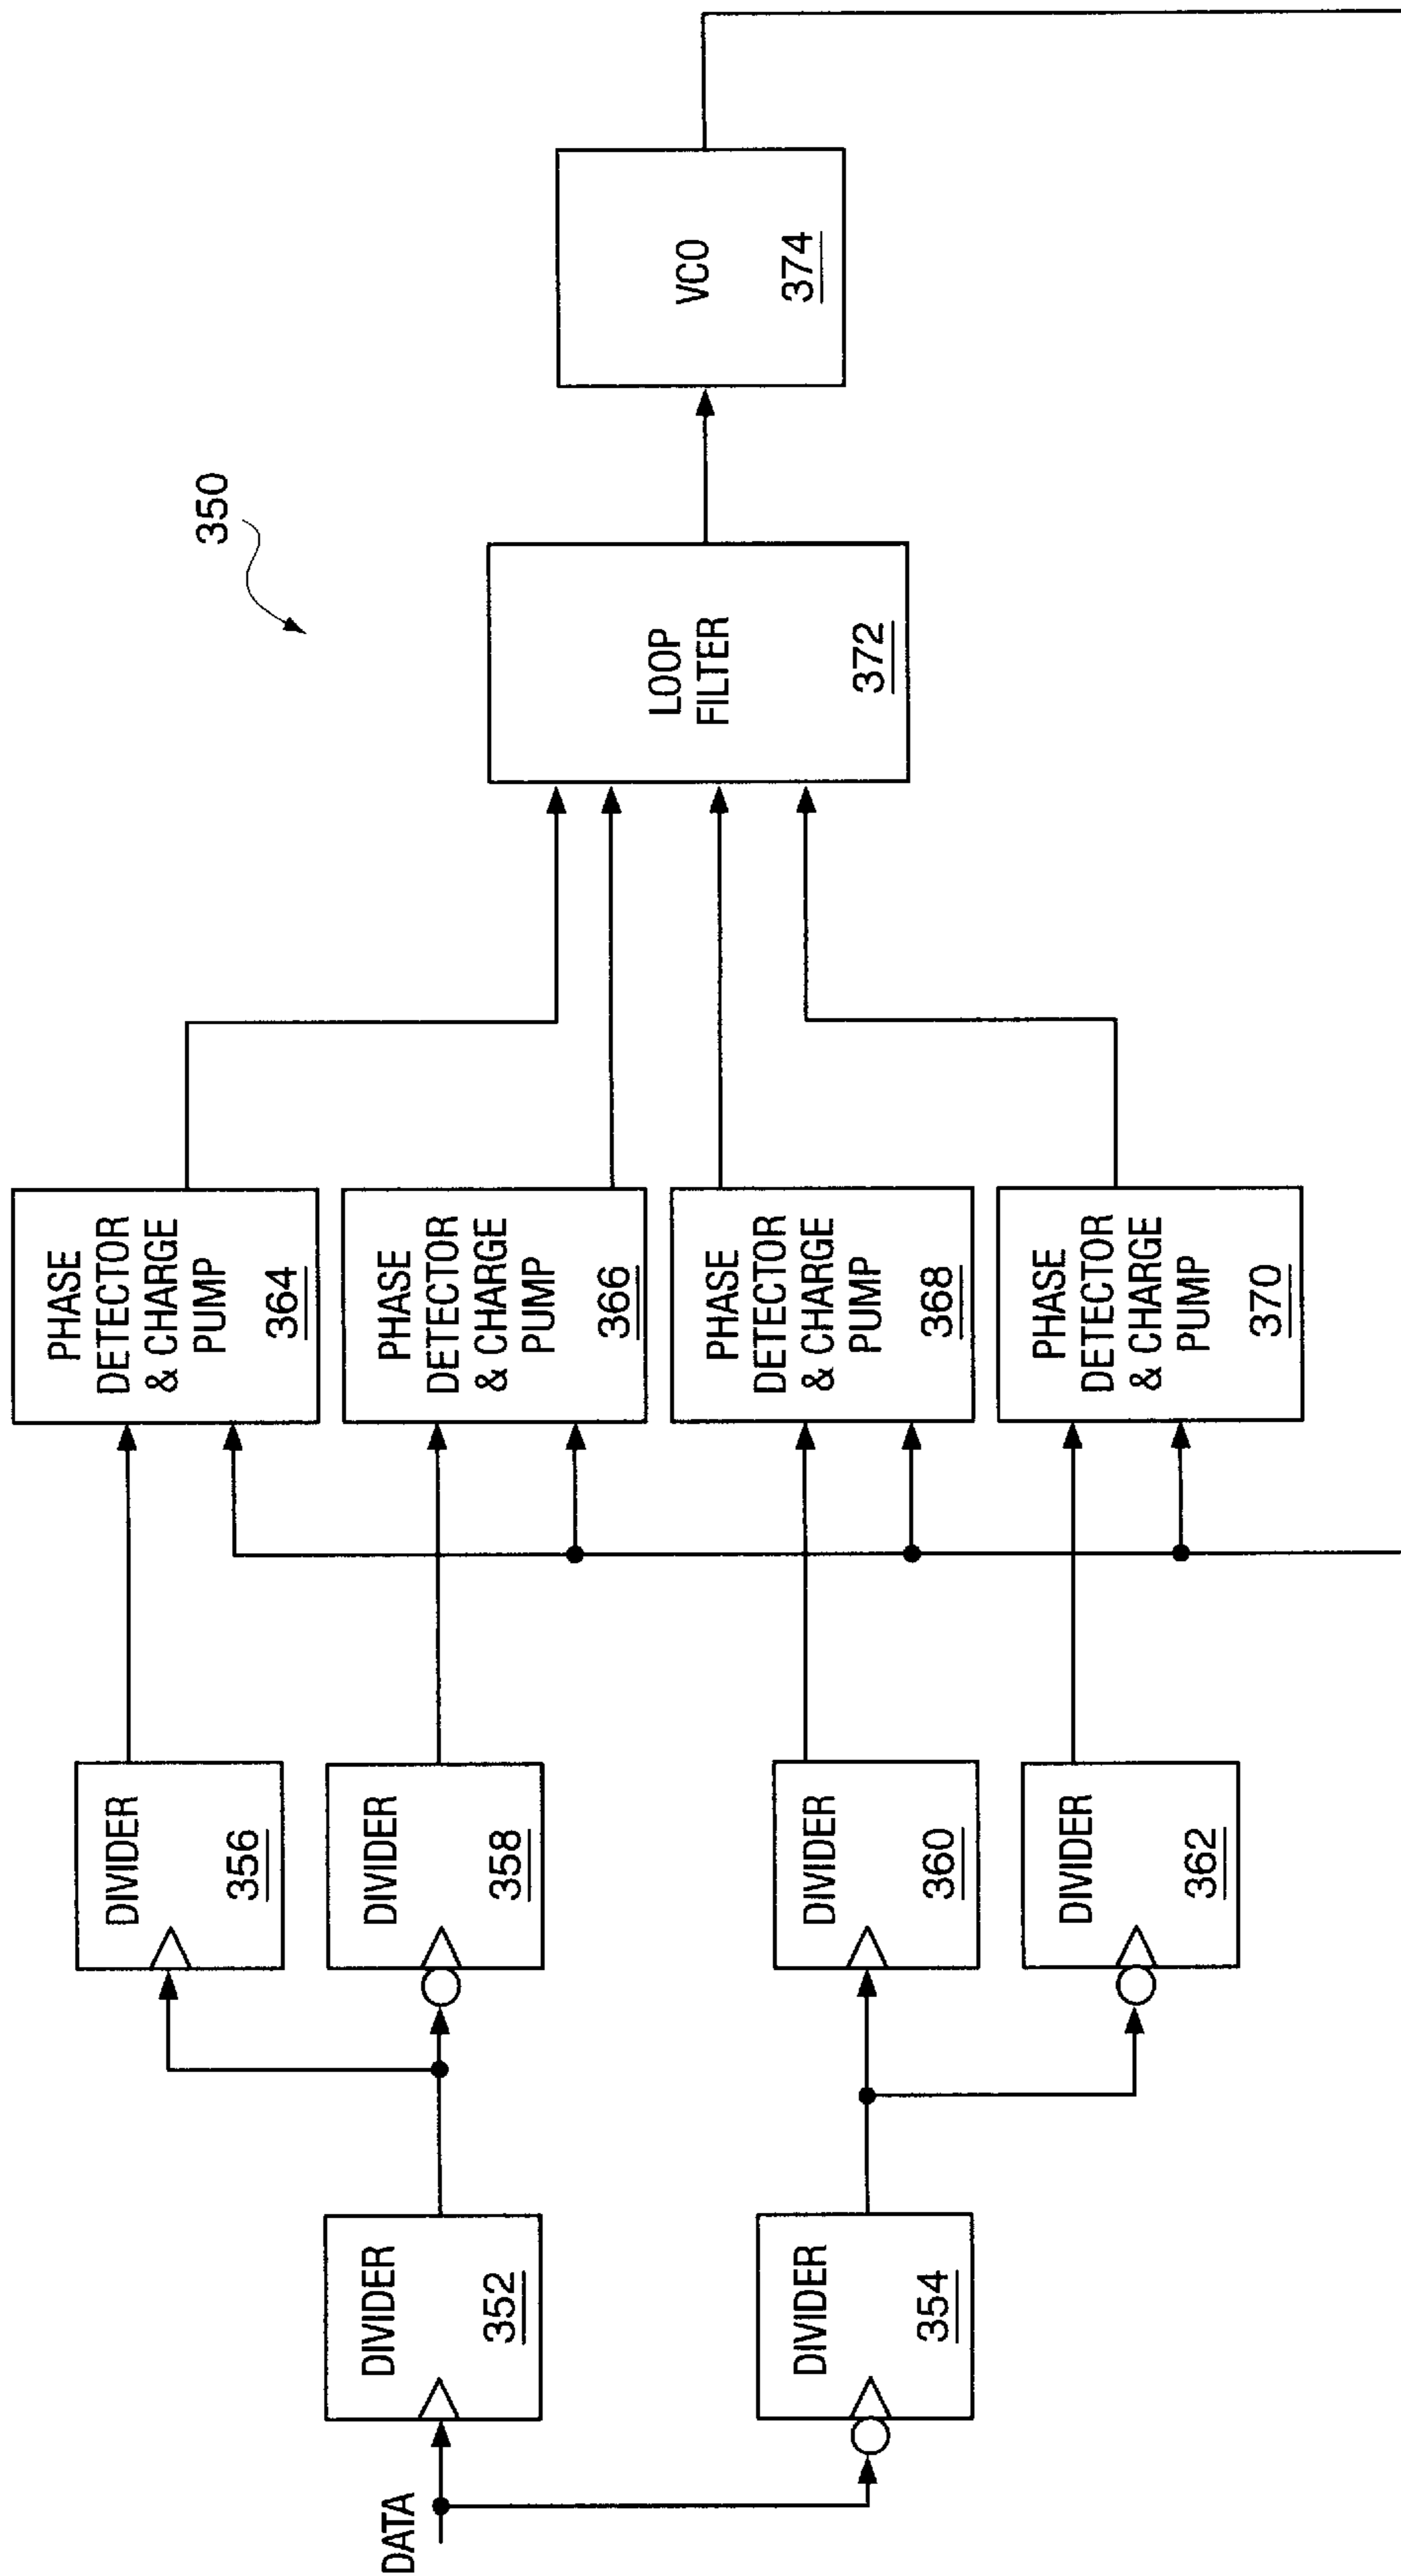 350
DATA
DIVIDER
352
DIVIDER
354
DIVIDER
356
DIVIDER
358
DIVIDER
360
DIVIDER
362
PHASE
DETECTOR
& CHARGE
PUMP
364
PHASE
DETECTOR
& CHARGE
PUMP
366
PHASE
DETECTOR
& CHARGE
PUMP
368
PHASE
DETECTOR
& CHARGE
PUMP
370
LOOP
FILTER
372
VCO
374